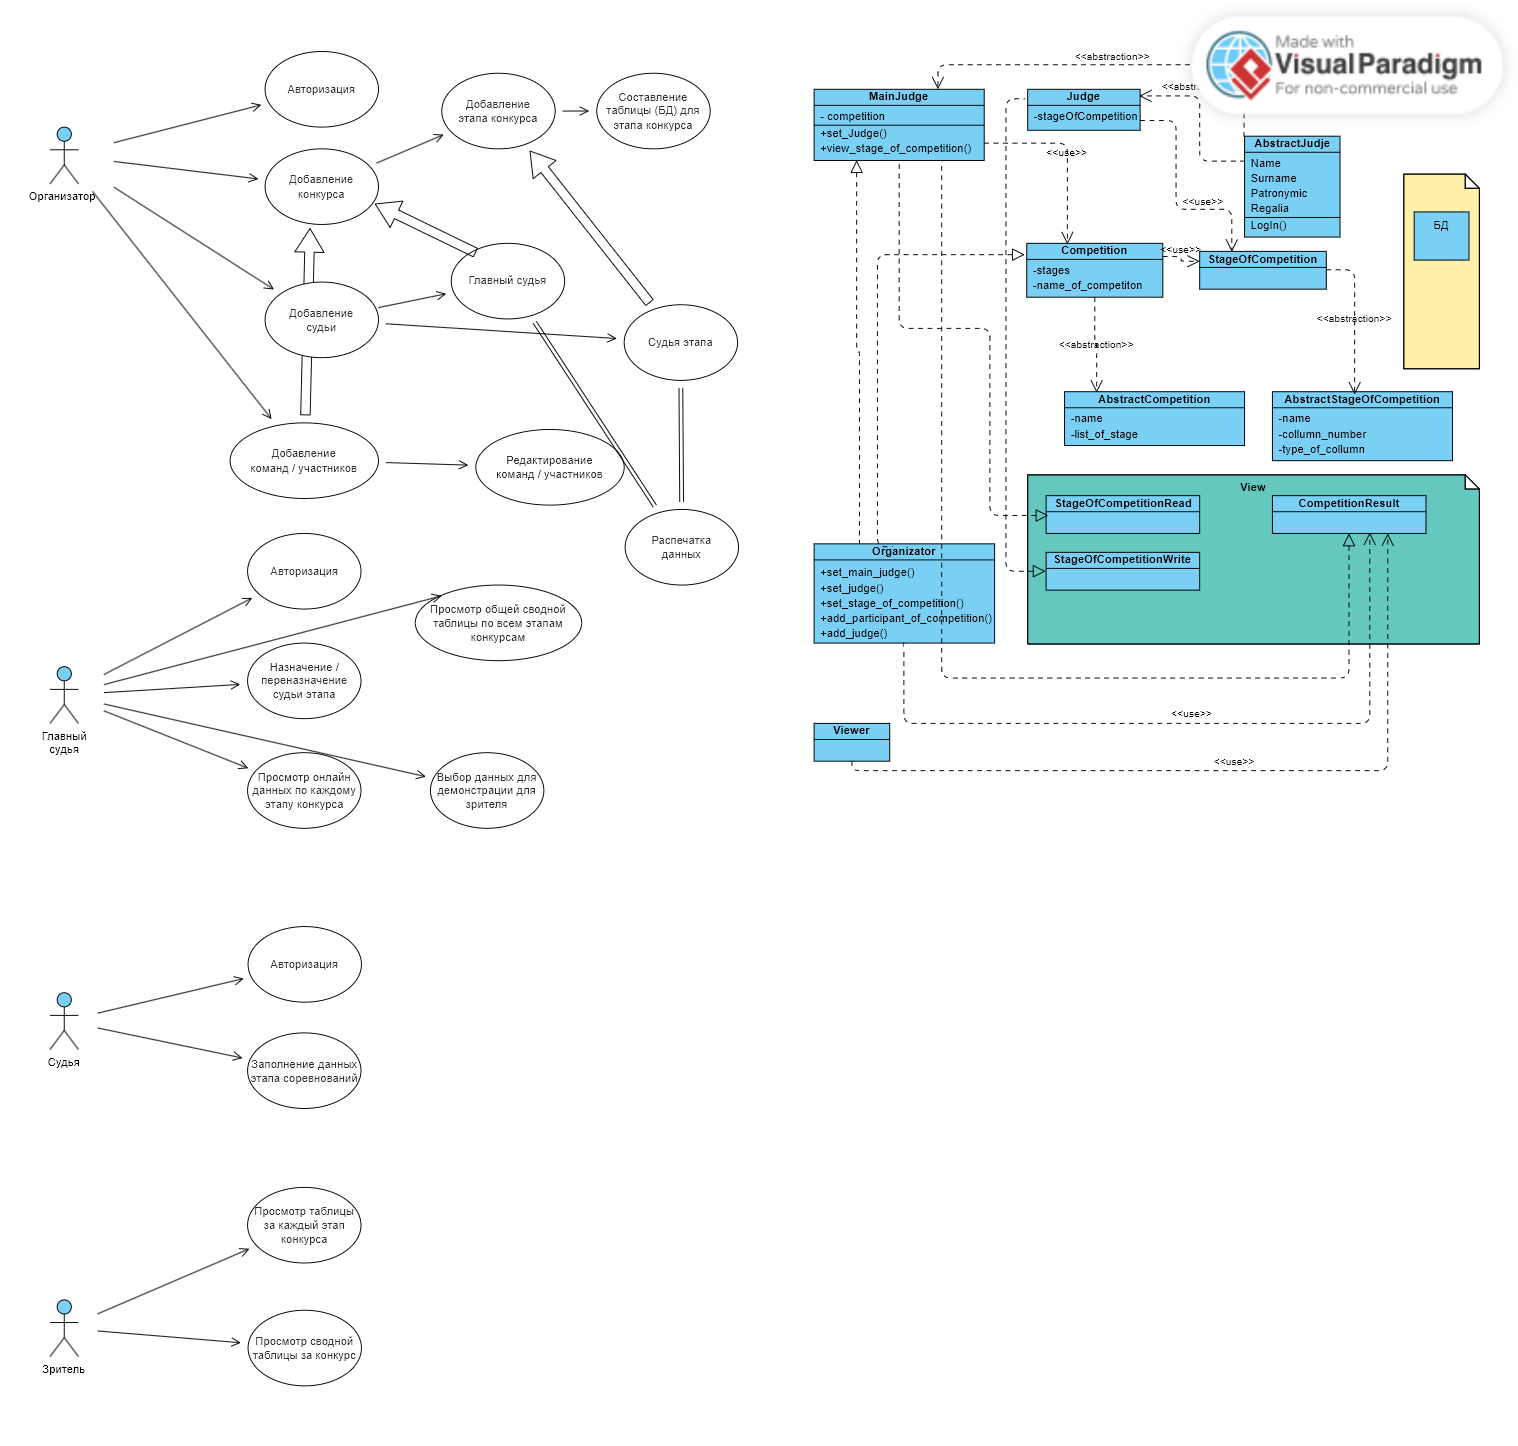 Авторизация
Добавление
этапа конкурса
Составление
таблицы (БД) для
этапа конкурса
Организатор
Добавление
конкурса
Главный судья
Добавление
судьи
Судья этапа
Добавление
команд / участников
Редактирование
команд / участников
Распечатка
данных
Авторизация
Просмотр общей сводной
таблицы по всем этапам
конкурсам
Назначение /
переназначение
судьи этапа
Главный
судья
Просмотр онлайн
данных по каждому
этапу конкурса
Выбор данных для
демонстрации для
зрителя
Авторизация
Судья
Заполнение данных
этапа соревнований
Просмотр таблицы
за каждый этап
конкурса
Зритель
Просмотр сводной
таблицы за конкурс
Made with
VisualParadigm
For non-commercial use
<<abstraction>>
<<abstr
MainJudge
- competition
+set_Judge()
+view_stage_of_competition()
Judge
-stageOfCompetition
<<use>>
<<use>>
AbstractJudje
Name
Surname
Patronymic
Regalia
LogIn()
БД
Competition
-stages
-name_of_competiton
<<use>>
StageOfCompetition
<<abstraction>>
<<abstraction>>
AbstractCompetition
-name
-list_of_stage
AbstractStageOfCompetition
-name
-collumn_number
-type_of_collumn
View
StageOfCompetitionRead
CompetitionResult
StageOfCompetitionWrite
Organizator
+set_main_judge()
+set_judge()
+set_stage_of_competition()
+add_participant_of_competition()
+add_judge()
<<use>>
Viewer
<<use>>